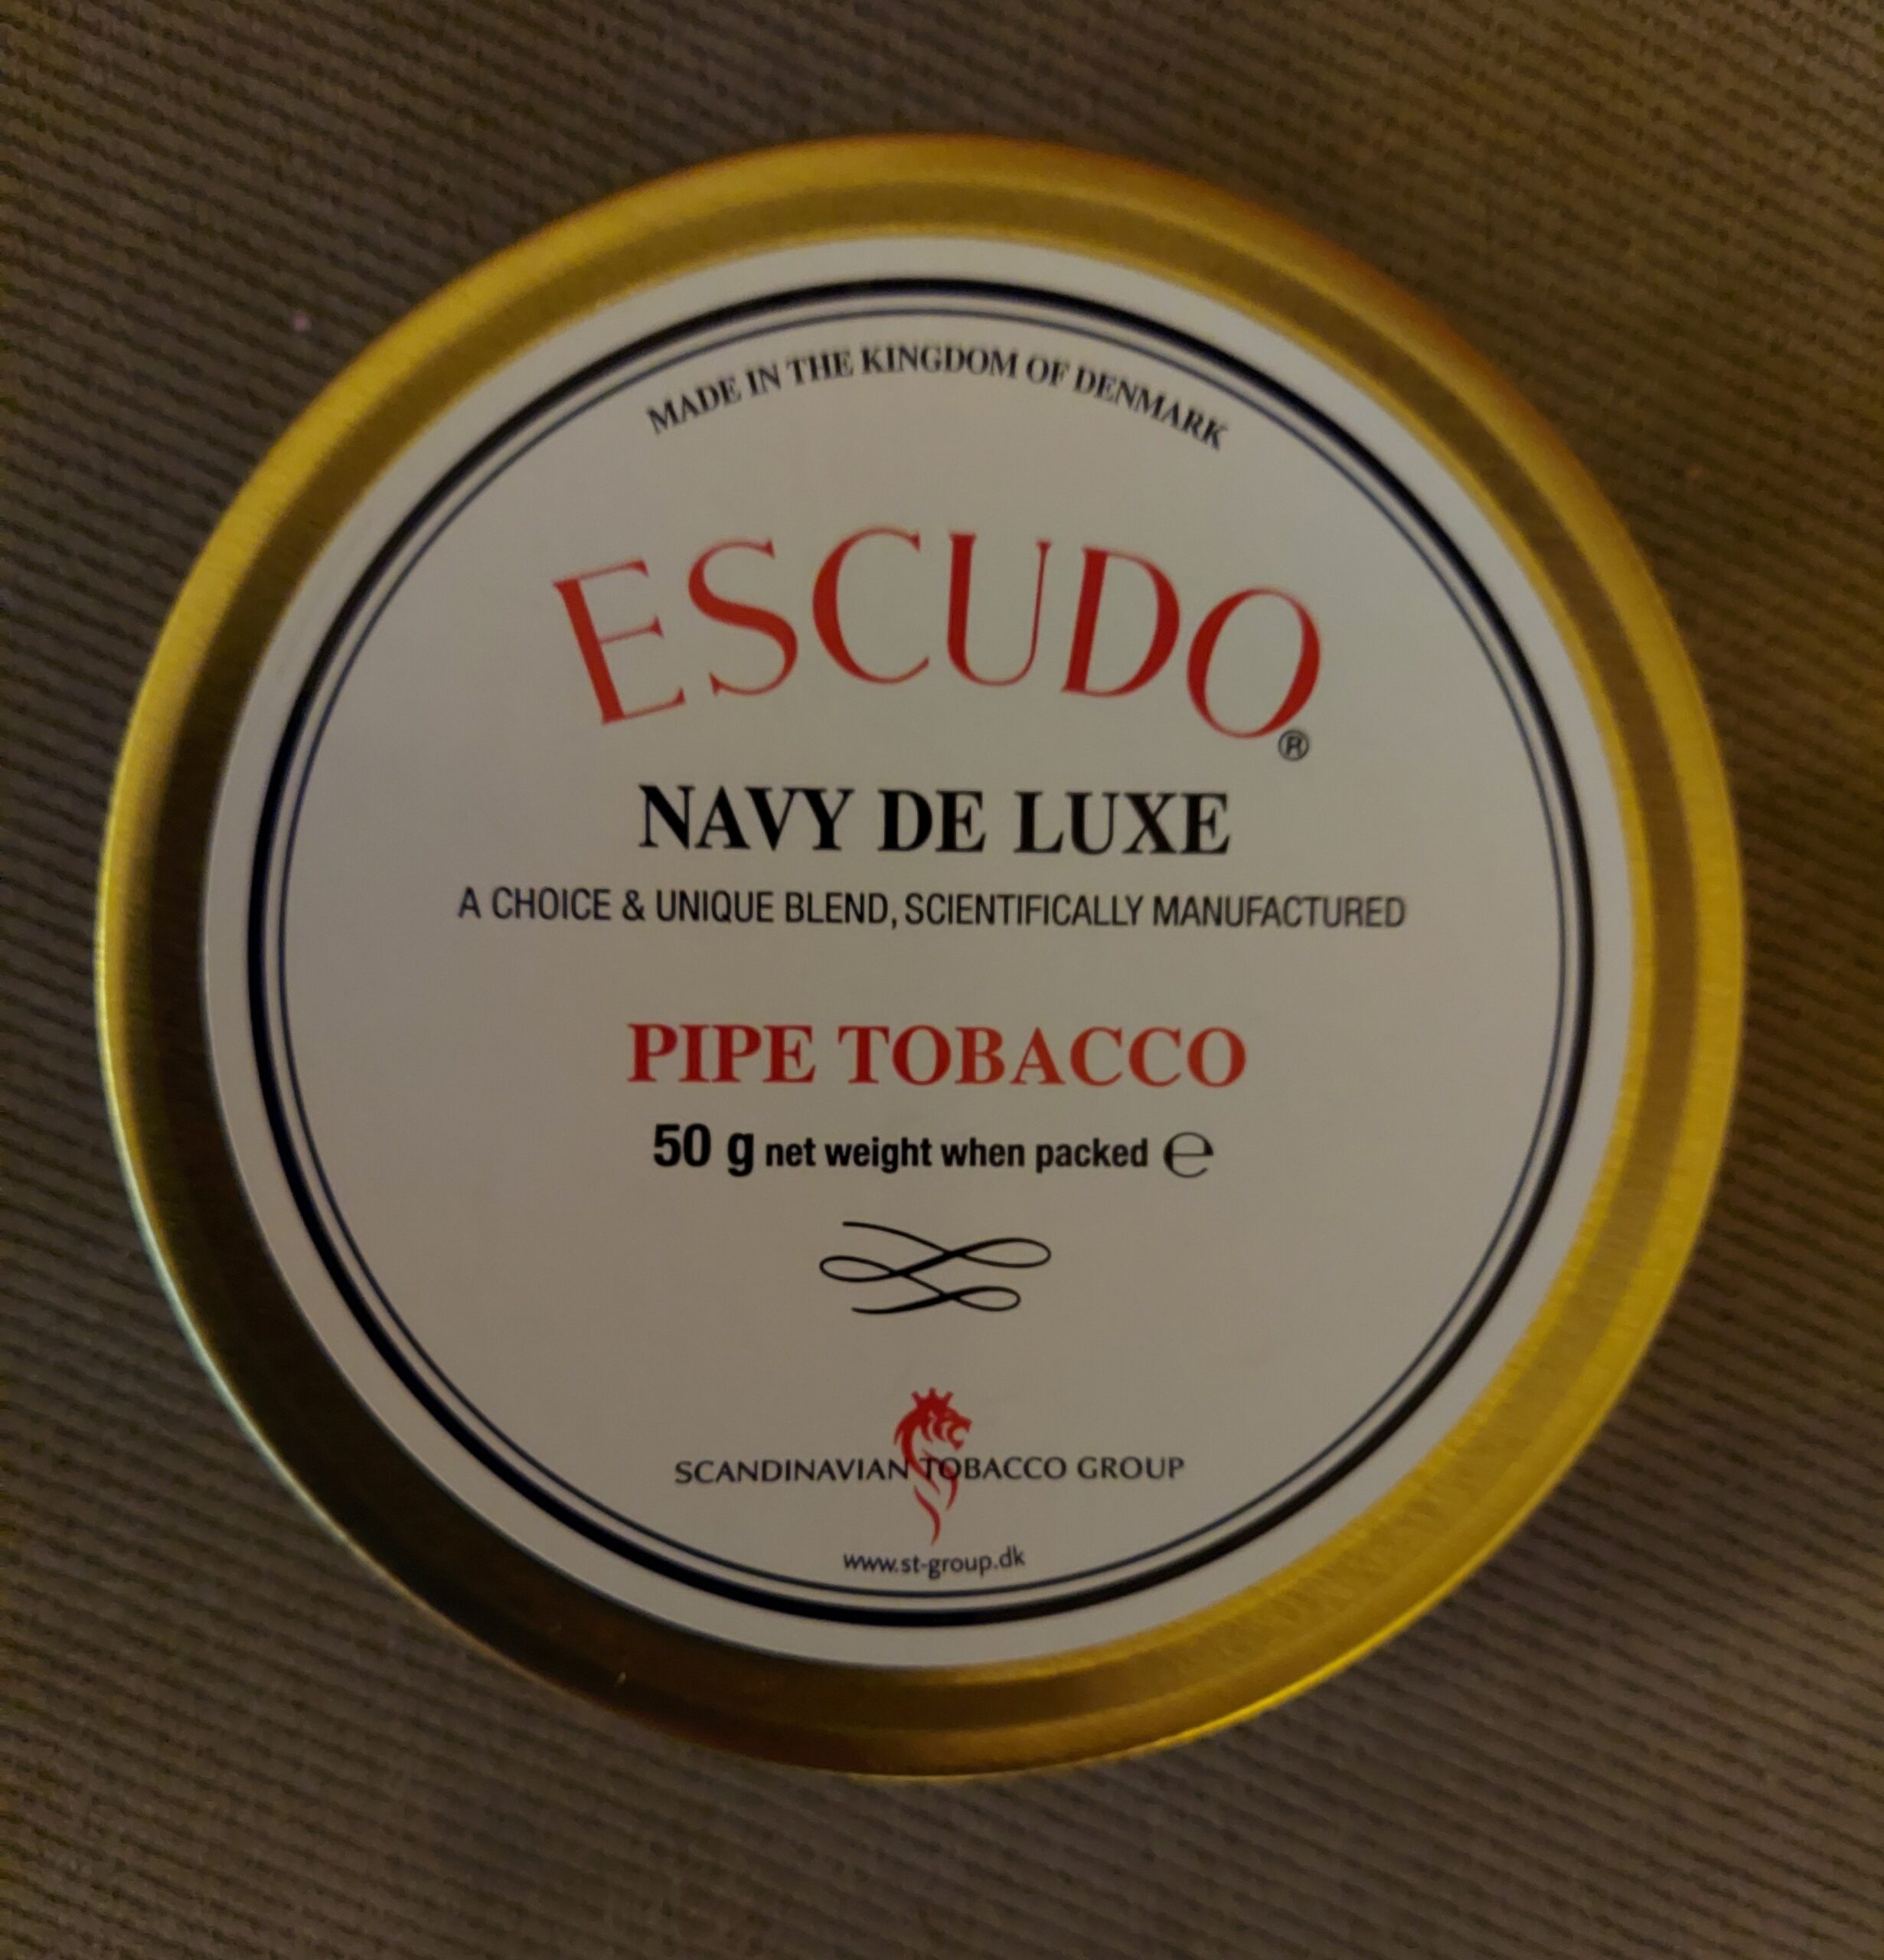 MADE IN THE KINGDOM OF DENMARK
ESCUDO®
NAVY DE LUXE
A CHOICE & UNIQUE BLEND, SCIENTIFICALLY MANUFACTURED
PIPE TOBACCO
50 g net weight when packed ℮
SCANDINAVIAN TOBACCO GROUP
www.st-group.dk